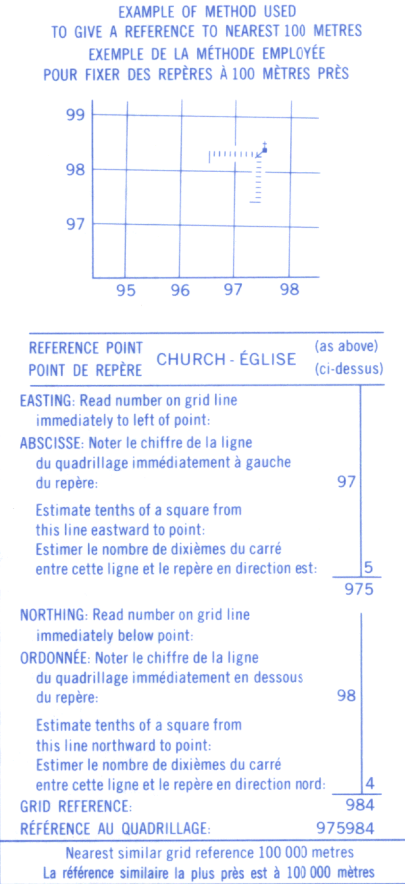 EXAMPLE OF METHOD USED
TO GIVE A REFERENCE TO NEAREST 100 METRES
EXEMPLE DE LA MÉTHODE EMPLOYÉE
POUR FIXER DES REPÈRES À 100 MÈTRES PRÈS
99
98
97
95 96 97 98
REFERENCE POINT CHURCH - ÉGLISE (as above)
POINT DE REPÈRE (ci-dessus)
EASTING: Read number on grid line
immediately to left of point:
ABSCISSE: Noter le chiffre de la ligne
du quadrillage immédiatement à gauche
du repère: 97
Estimate tenths of a square from
this line eastward to point:
Estimer le nombre de dixièmes du carré
entre cette ligne et le repère en direction est: 5
975
NORTHING: Read number on grid line
immediately below point:
ORDONNÉE: Noter le chiffre de la ligne
du quadrillage immédiatement en dessous
du repère: 98
Estimate tenths of a square from
this line northward to point:
Estimer le nombre de dixièmes du carré
entre cette ligne et le repère en direction nord: 4
GRID REFERENCE: 984
RÉFÉRENCE AU QUADRILLAGE: 975984
Nearest similar grid reference 100 000 metres
La référence similaire la plus près est à 100 000 mètres